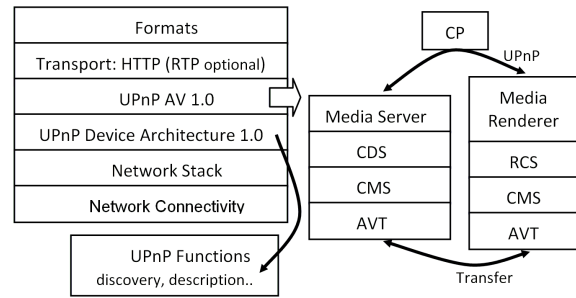 Formats
Transport: HTTP (RTP optional)
UPnP AV 1.0
UPnP Device Architecture 1.0
Network Stack
Network Connectivity
UPnP Functions
discovery, description..
CP
UPnP
Media Server
CDS
CMS
AVT
Media
Renderer
RCS
CMS
AVT
Transfer